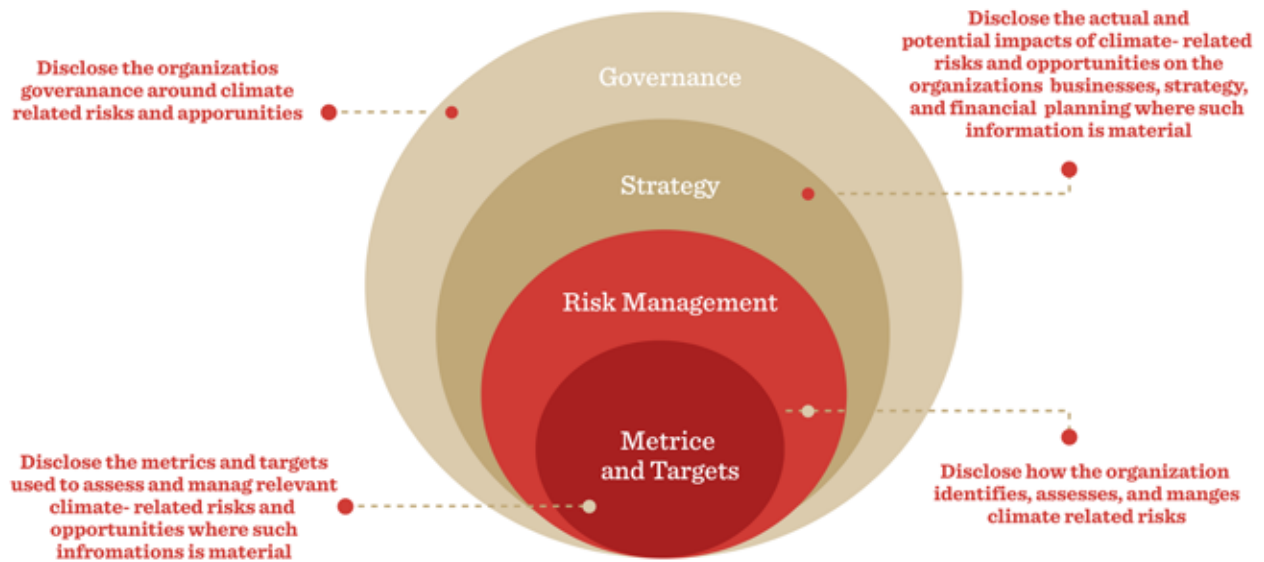 Disclose the organizatios
goveranance around climate
related risks and apporunities
Governance
Disclose the actual and
potential impacts of climate- related
risks and opportunities on the
organizations businesses, strategy,
and financial planning where such
information is material
Strategy
Risk Management
Metrice
and Targets
Disclose the metrics and targets
used to assess and manag relevant
climate- related risks and
opportunities where such
infromations is material
Disclose how the organization
identifies, assesses, and manges
climate related risks